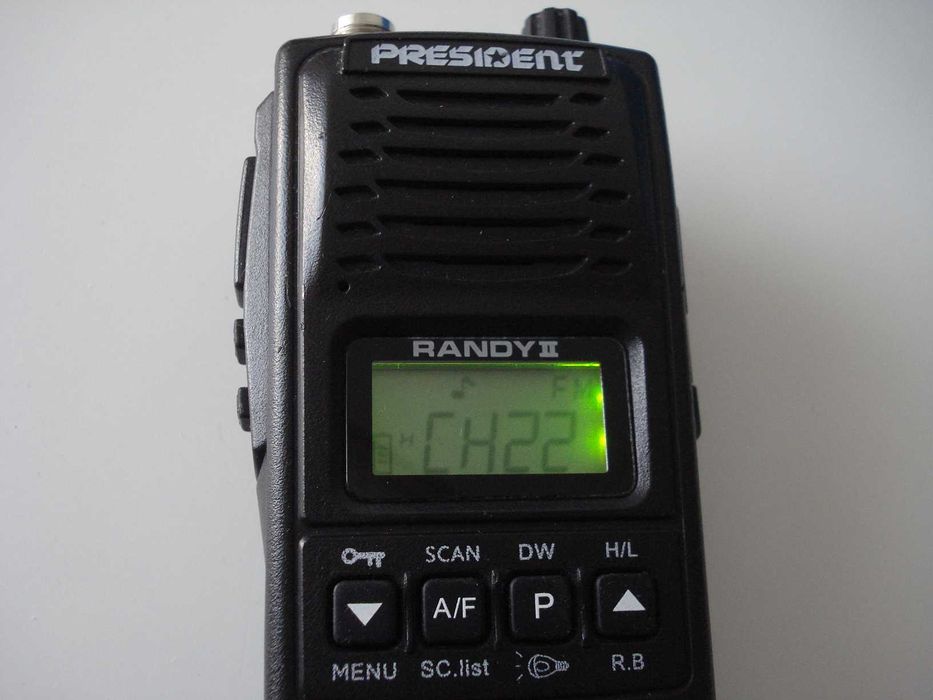 PRESIDENT
RANDY II
FM
H CH22
SCAN DW H/L
A/F P
MENU SC.list R.B